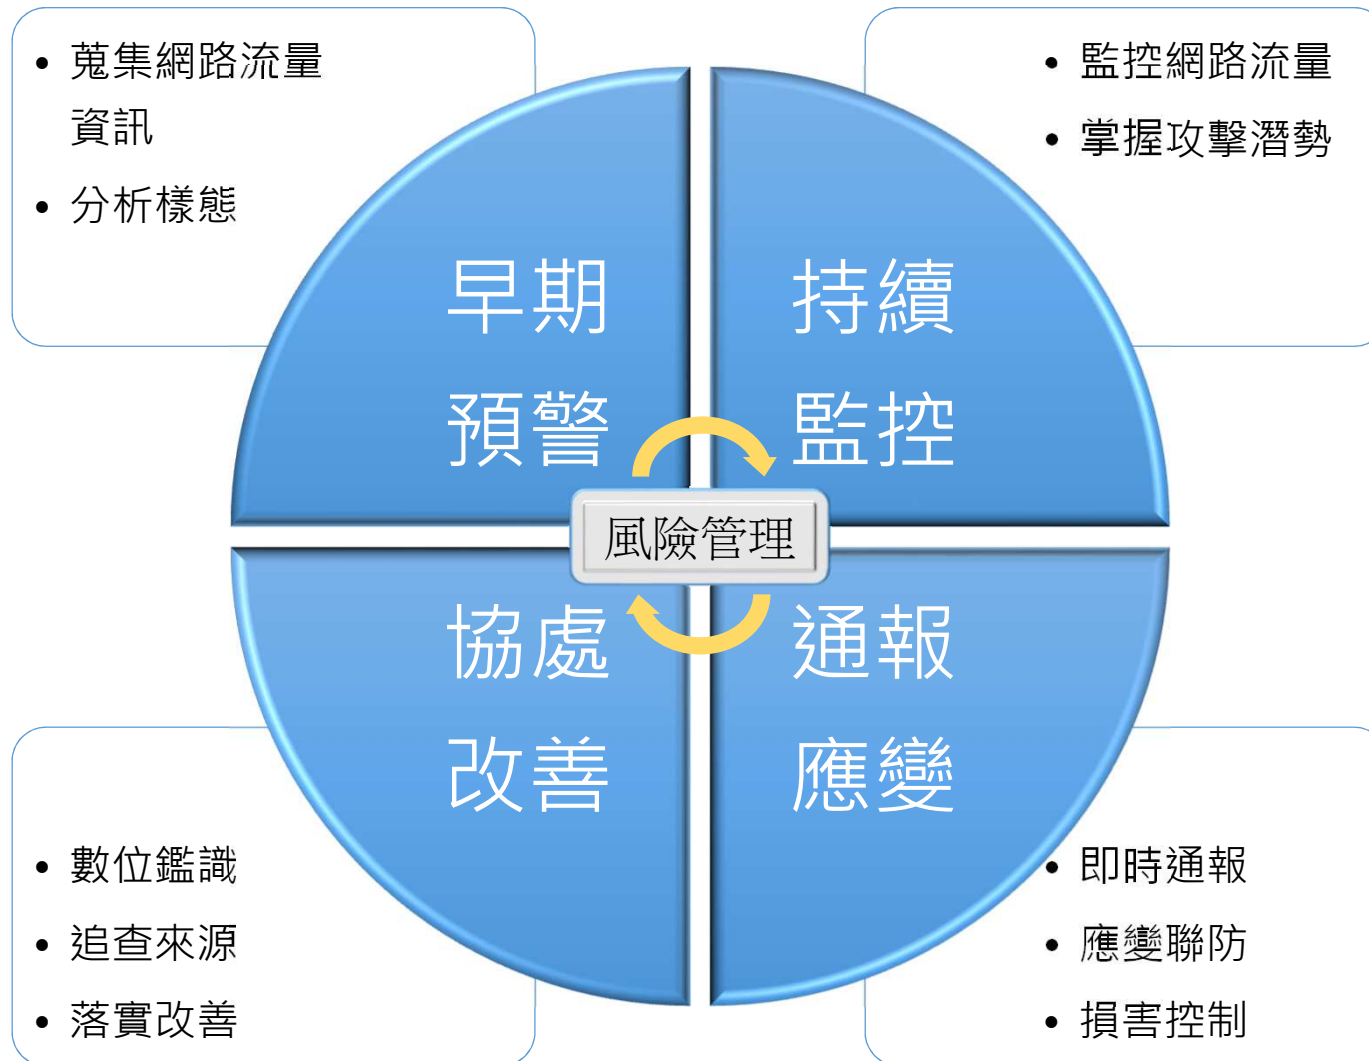 • 蒐集網路流量
資訊
• 分析樣態
• 監控網路流量
• 掌握攻擊潛勢
早期
預警
持續
監控
風險管理
協處
改善
通報
應變
• 數位鑑識
• 追查來源
• 落實改善
• 即時通報
• 應變聯防
• 損害控制